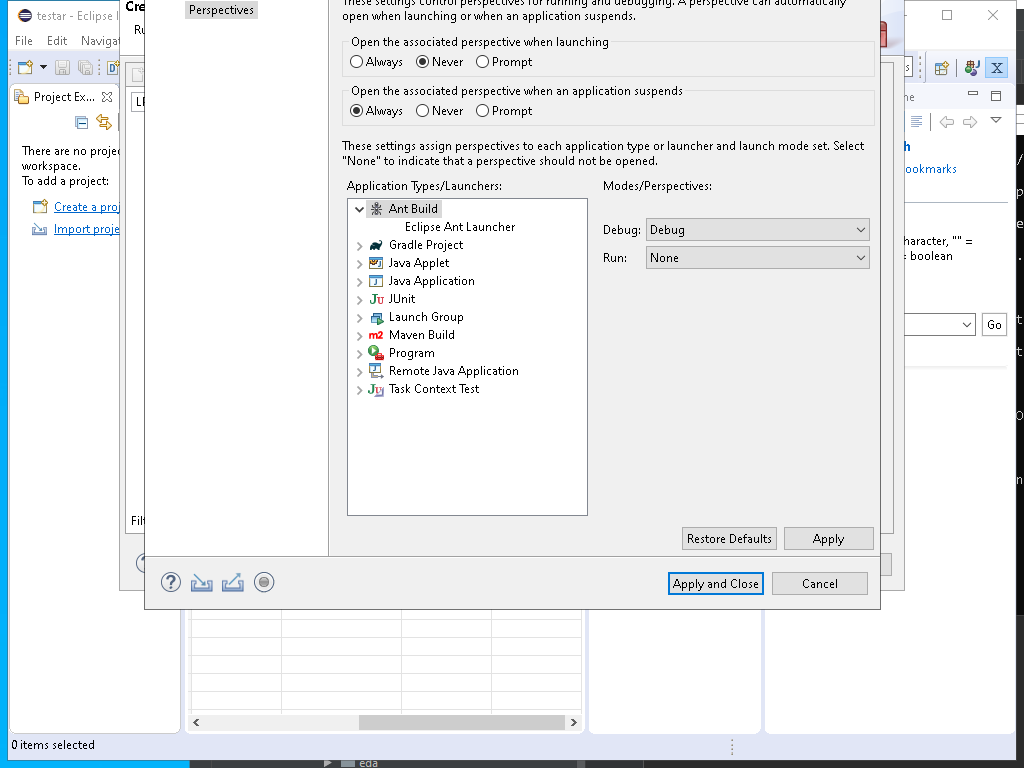 testar - Eclipse I
Cre
Perspectives
These settings control perspectives for running and debugging. A perspective can automatically
open when launching or when an application suspends.
File Edit Naviga
Ru
Open the associated perspective when launching
Always Never Prompt
Open the associated perspective when an application suspends
Always Never Prompt
Project Ex...
These settings assign perspectives to each application type or launcher and launch mode set. Select
"None" to indicate that a perspective should not be opened.
There are no proje
workspace.
To add a project:
Create a proj
Import proje
Application Types/Launchers:
Modes/Perspectives:
Ant Build
Eclipse Ant Launcher
Gradle Project
Java Applet
Java Application
JUnit
Launch Group
Maven Build
Program
Remote Java Application
Task Context Test
Debug: Debug
Run: None
ookmarks
haracter, "" =
= boolean
Go
Filt
Restore Defaults
Apply
Apply and Close
Cancel
0 items selected
eda